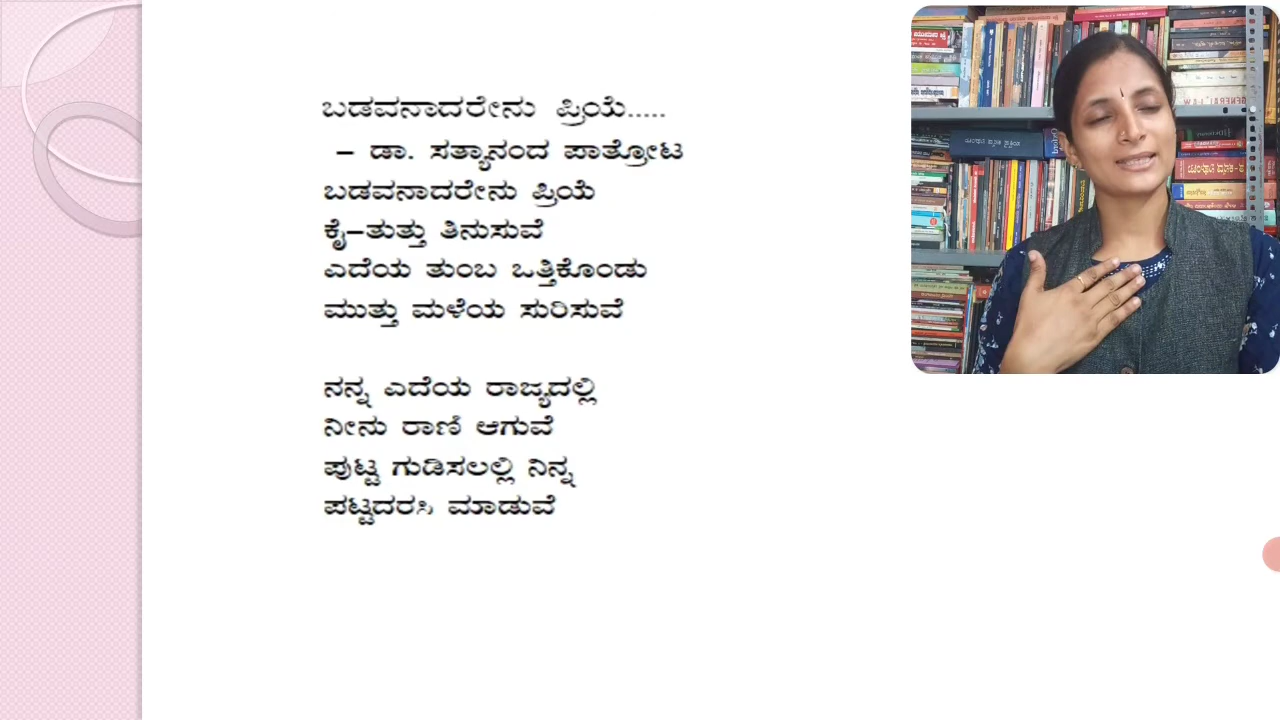 ಬಡವನಾದರೇನು ಪ್ರಿಯೆ.....
– ಡಾ. ಸತ್ಯಾನಂದ ಪಾತ್ರೋಟ
ಬಡವನಾದರೇನು ಪ್ರಿಯೆ
ಕೈ–ತುತ್ತು ತಿನುಸುವೆ
ಎದೆಯ ತುಂಬ ಒತ್ತಿಕೊಂಡು
ಮುತ್ತು ಮಳೆಯ ಸುರಿಸುವೆ
ನನ್ನ ಎದೆಯ ರಾಜ್ಯದಲ್ಲಿ
ನೀನು ರಾಣಿ ಆಗುವೆ
ಪುಟ್ಟ ಗುಡಿಸಲಲ್ಲಿ ನಿನ್ನ
ಪಟ್ಟದರಸಿ ಮಾಡುವೆ